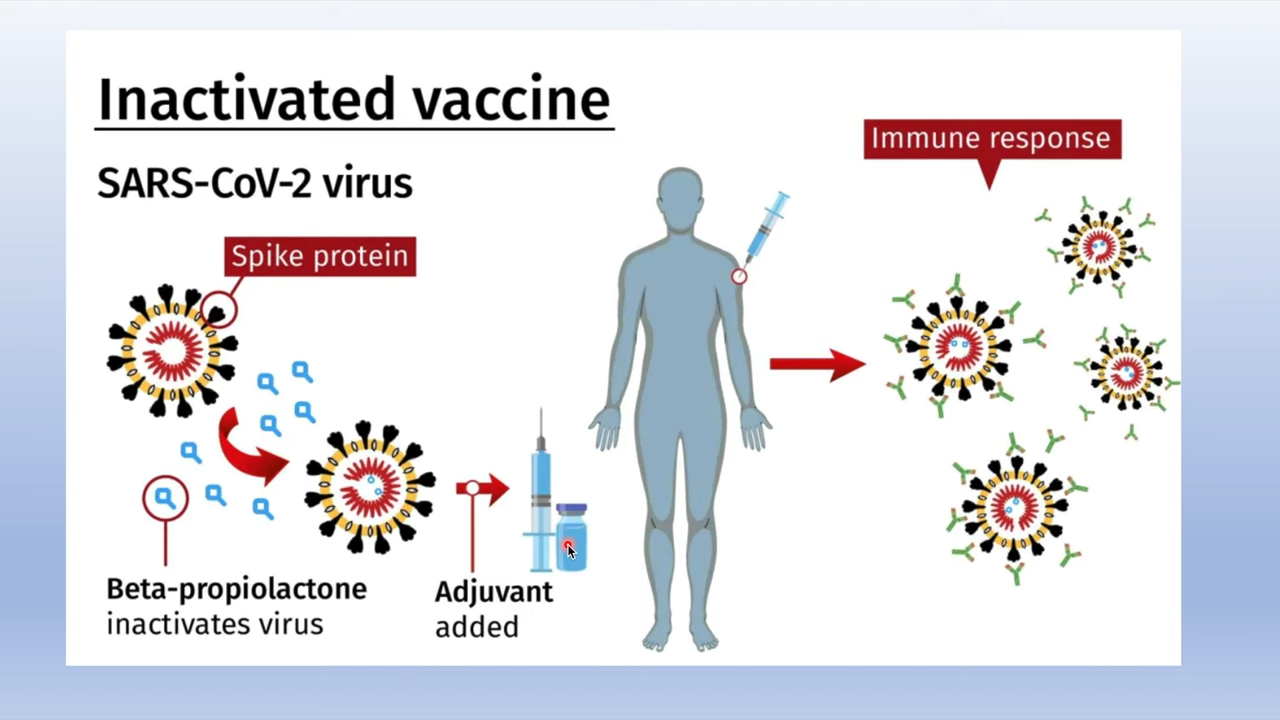 Inactivated vaccine
SARS-CoV-2 virus
Spike protein
Immune response
Beta-propiolactone
inactivates virus
Adjuvant
added